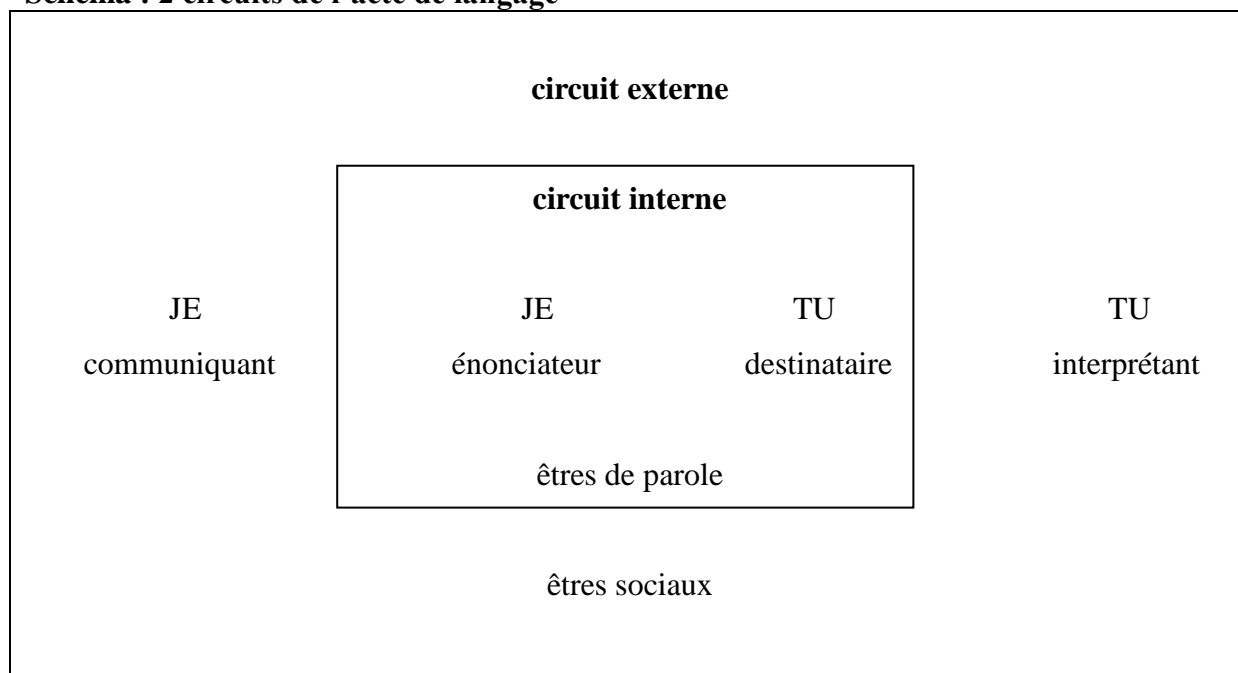 Schéma : 2 circuits de l'acte de langage
circuit externe
circuit interne
JE JE TU TU
communiquant énonciateur destinataire interprétant
êtres de parole
êtres sociaux